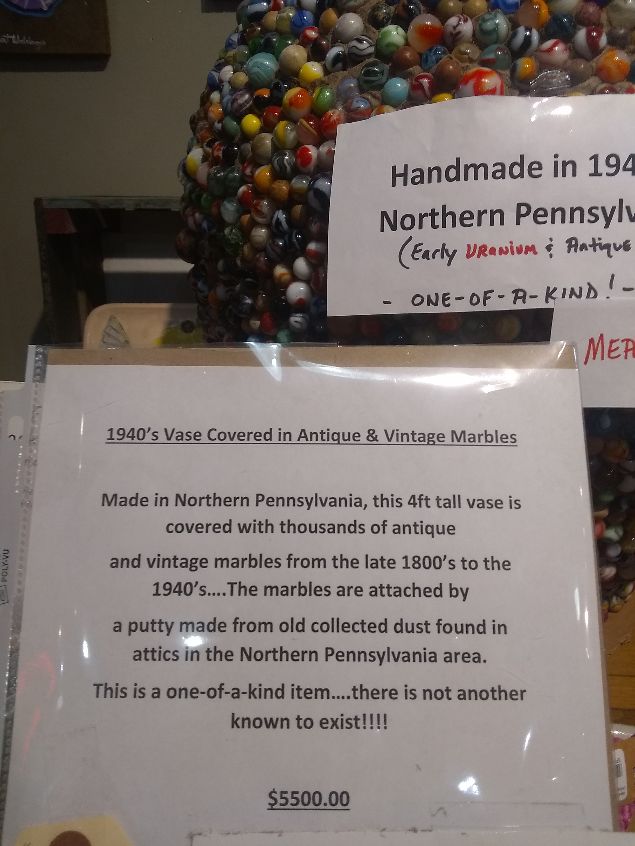 Handmade in 194
Northern Pennsylv
(Early URANIUM & Antique
- ONE-OF-A-KIND! -
MER
1940's Vase Covered in Antique & Vintage Marbles
Made in Northern Pennsylvania, this 4ft tall vase is
covered with thousands of antique
and vintage marbles from the late 1800's to the
1940's....The marbles are attached by
a putty made from old collected dust found in
attics in the Northern Pennsylvania area.
This is a one-of-a-kind item....there is not another
known to exist!!!!
$5500.00
POLY-VU